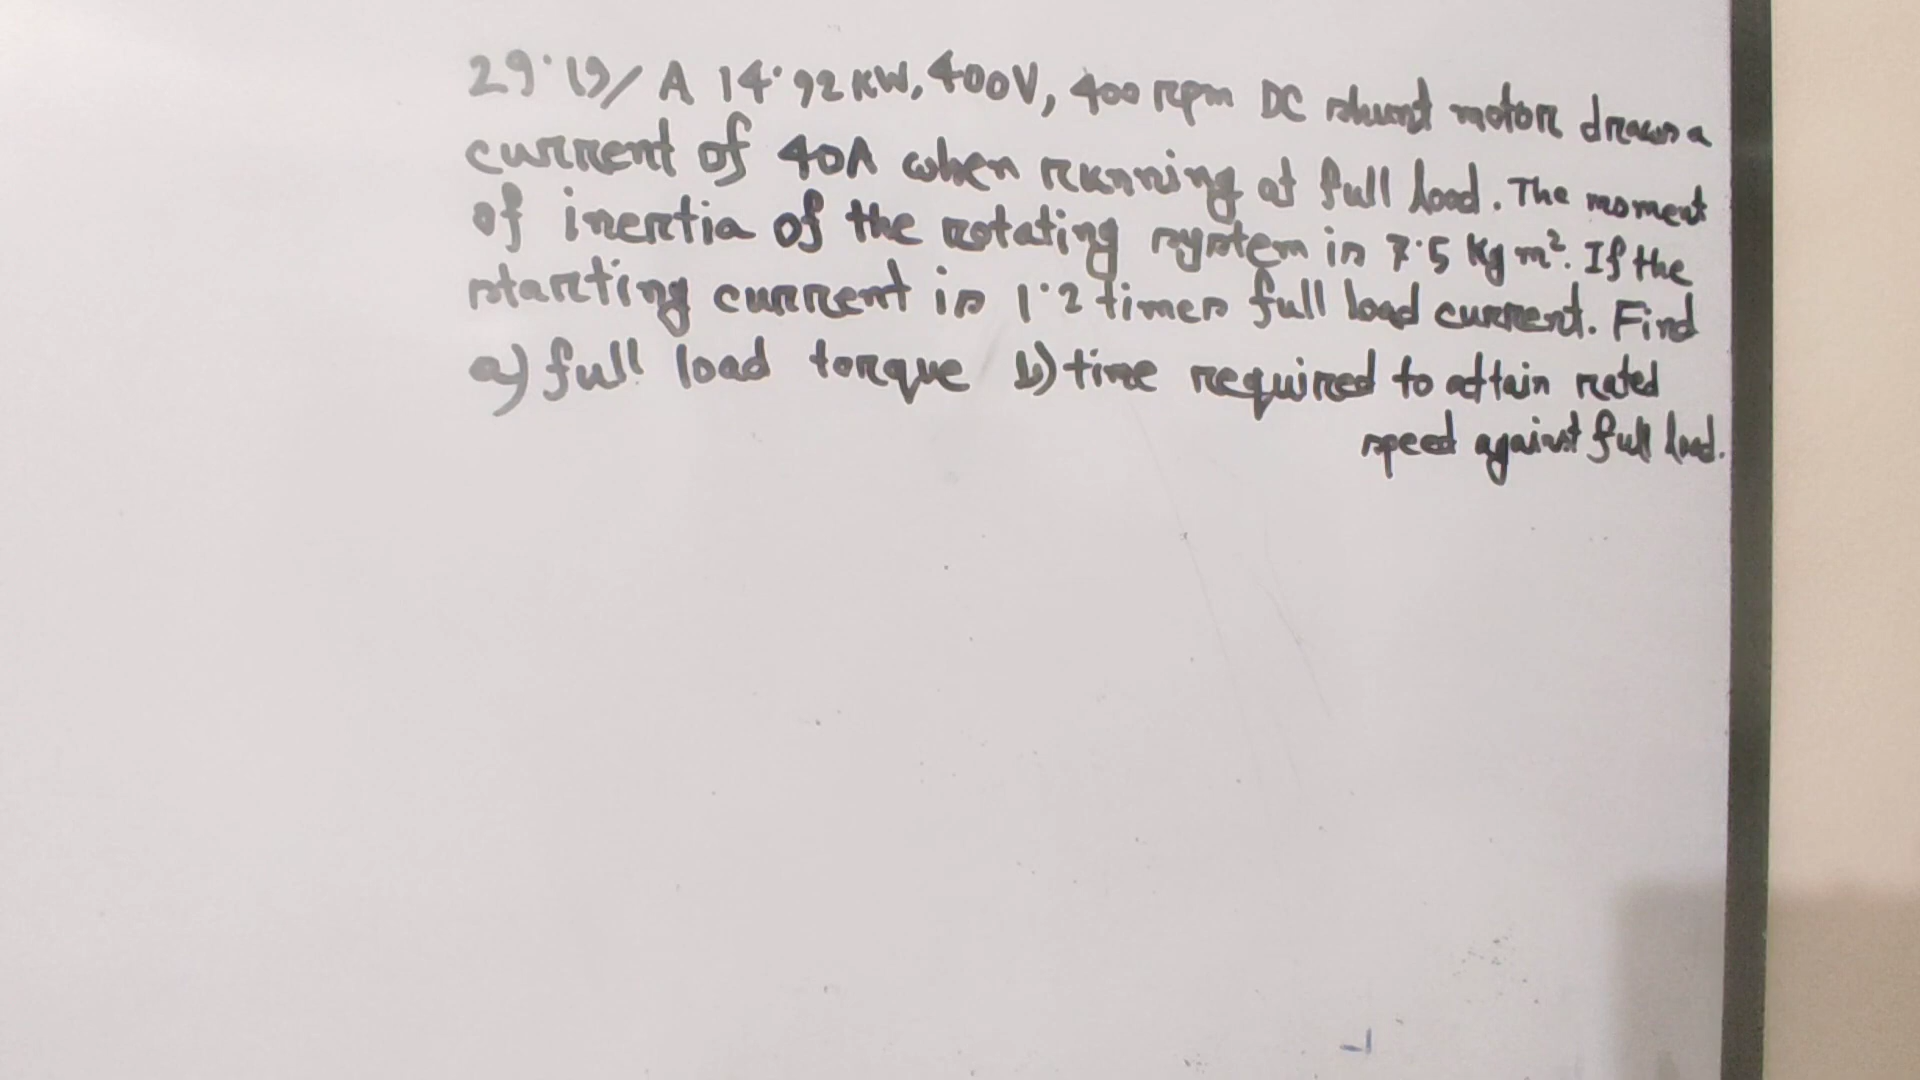 29.19/ A 14.92 KW, 400V, 400 rpm DC shunt motor draws a
current of 40A when running at full load. The moment
of inertia of the rotating system is 7.5 Kg m². If the
starting current is 1.2 times full load current. Find
a) full load torque b) time required to attain rated
speed against full load.